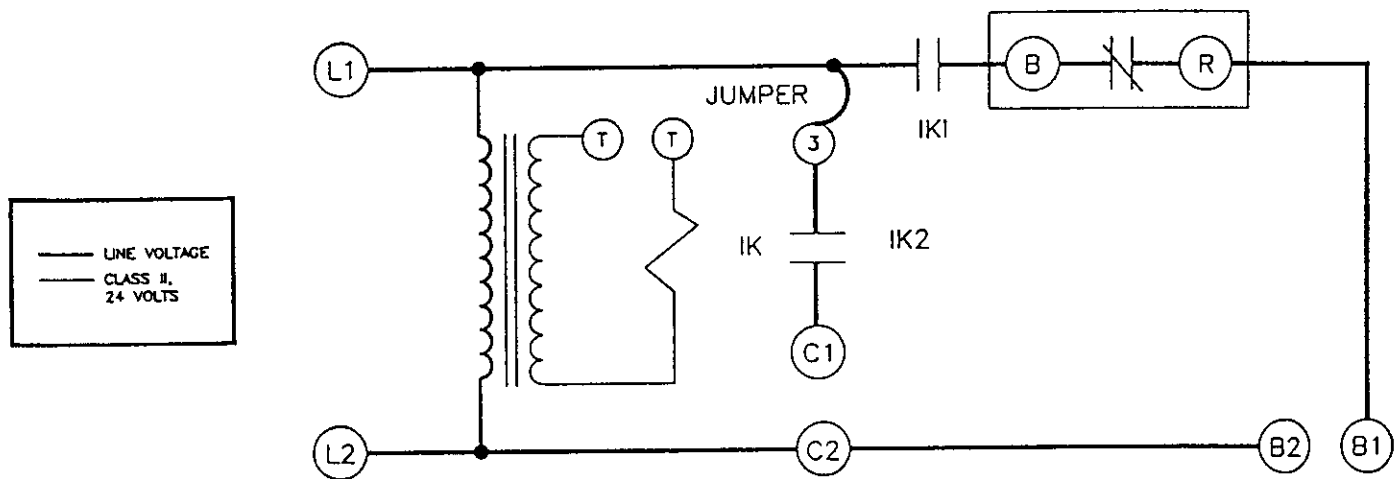 L1
B
R
JUMPER
IK1
T
T
3
IK
IK2
LINE VOLTAGE
CLASS II,
24 VOLTS
C1
L2
C2
B2
B1